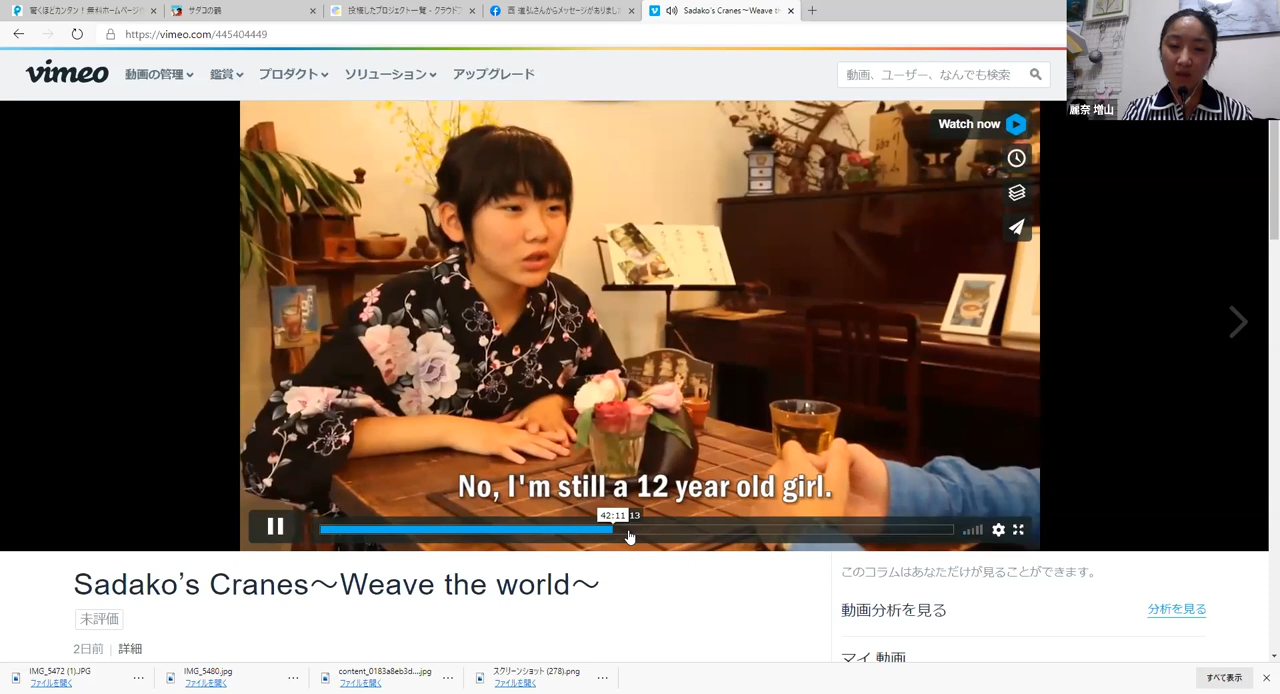 驚くほどカンタン！無料ホームページか
サダコの鶴
投稿したプロジェクト一覧 - クラウドフ
西 道弘さんからメッセージがありました
Sadako's Cranes～Weave th
https://vimeo.com/445404449
vimeo
動画の管理
鑑賞
プロダクト
ソリューション
アップグレード
動画、ユーザー、なんでも検索
麗奈 増山
Watch now
No, I'm still a 12 year old girl.
42:11
13
Sadako's Cranes～Weave the world～
未評価
2日前 | 詳細
このコラムはあなただけが見ることができます。
動画分析を見る
分析を見る
マイ 動画
IMG_5472 (1).JPG
ファイルを開く
IMG_5480.jpg
ファイルを開く
content_0183a8eb3d....jpg
ファイルを開く
スクリーンショット (278).png
ファイルを開く
すべて表示